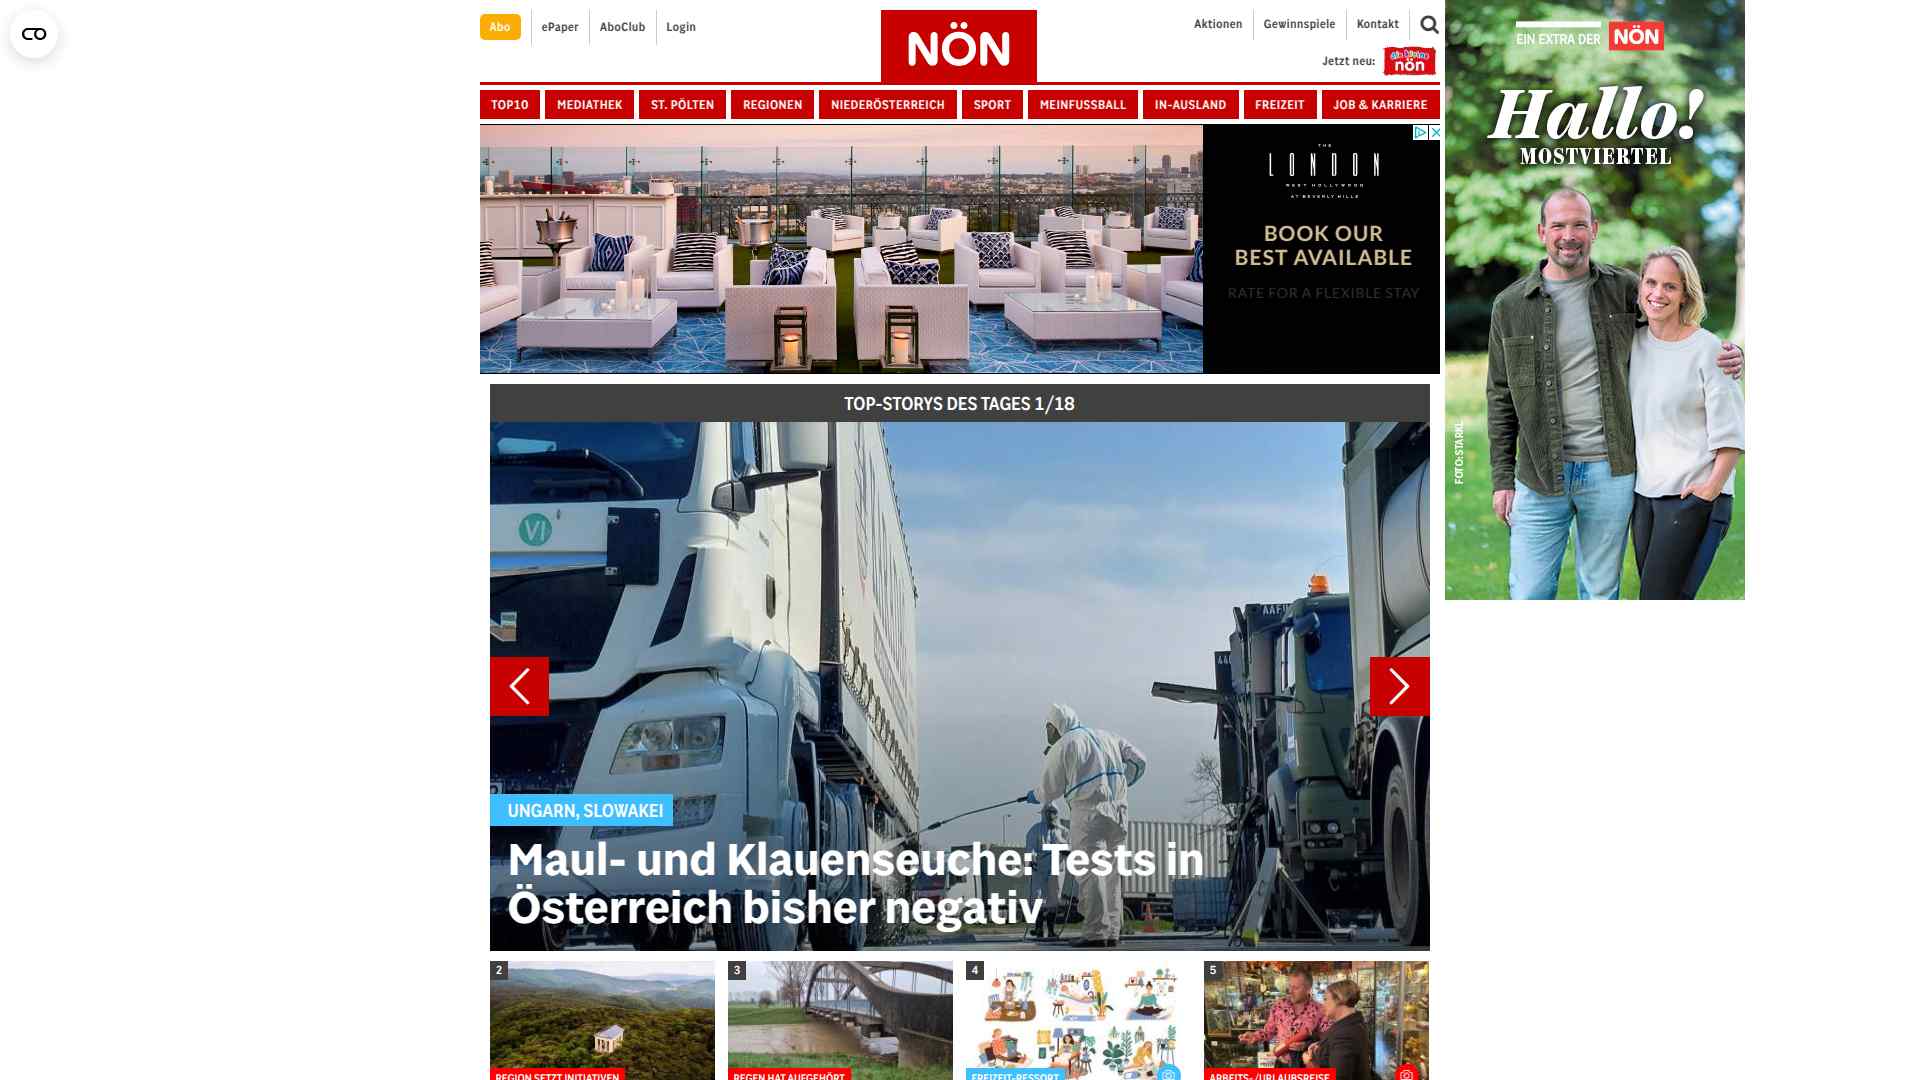 Abo
ePaper
AboClub
Login
NÖN
Aktionen
Gewinnspiele
Kontakt
Jetzt neu:
die kleine
nön
TOP10
MEDIATHEK
ST. PÖLTEN
REGIONEN
NIEDERÖSTERREICH
SPORT
MEINFUSSBALL
IN-AUSLAND
FREIZEIT
JOB & KARRIERE
THE
LONDON
WEST HOLLYWOOD
AT BEVERLY HILLS
BOOK OUR
BEST AVAILABLE
RATE FOR A FLEXIBLE STAY
EIN EXTRA DER NÖN
Hallo!
MOSTVIERTEL
FOTO: STARKL
TOP-STORYS DES TAGES 1/18
VI
UNGARN, SLOWAKEI
Maul- und Klauenseuche: Tests in
Österreich bisher negativ
2
3
4
5
REGION SETZT INITIATIVEN
REGEN HAT AUFGEHÖRT
FREIZEIT-RESSORT
ARBEITS-/URLAUBSREISE